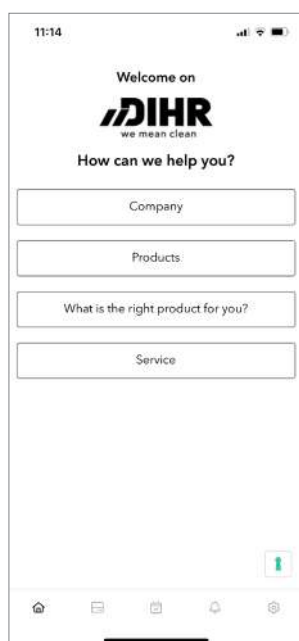 11:14
Welcome on
DIHR
we mean clean
How can we help you?
Company
Products
What is the right product for you?
Service